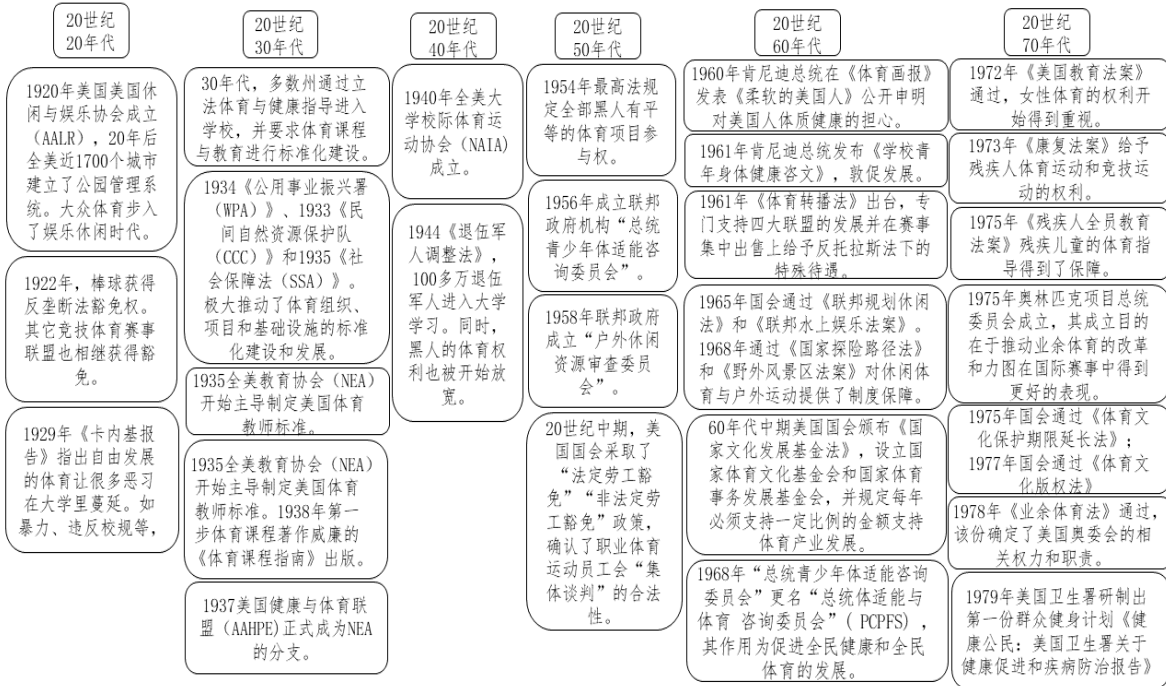 20世纪
20年代
1920年美国美国休
闲与娱乐协会成立
(AALR），20年后
全美近1700个城市
建立了公园管理系
统。大众体育步入
了娱乐休闲时代。
1922年，棒球获得
反垄断法豁免权。
其它竞技体育赛事
联盟也相继获得豁
免。
1929年《卡内基报
告》指出自由发展
的体育让很多恶习
在大学里蔓延。如
暴力、违反校规等，
20世纪
30年代
30年代，多数州通过立
法体育与健康指导进入
学校，并要求体育课程
与教育进行标准化建设。
1934《公用事业振兴署
（WPA）》、1933《民
间自然资源保护队
（CCC）》和1935《社
会保障法（SSA）》。
极大推动了体育组织、
项目和基础设施的标准
化建设和发展。
1935全美教育协会（NEA）
开始主导制定美国体育
教师标准。
1935全美教育协会（NEA）
开始主导制定美国体育
教师标准。1938年第一
步体育课程著作威廉的
《体育课程指南》出版。
1937美国健康与体育联
盟（AAHPE)正式成为NEA
的分支。
20世纪
40年代
1940年全美大
学校际体育运
动协会（NAIA)
成立。
1944《退伍军
人调整法》，
100多万退伍
军人进入大学
学习。同时，
黑人的体育权
利也被开始放
宽。
20世纪
50年代
1954年最高法规
定全部黑人有平
等的体育项目参
与权。
1956年成立联邦
政府机构“总统
青少年体适能咨
询委员会”。
1958年联邦政府
成立“户外休闲
资源审查委员
会”。
20世纪中期，美
国国会采取了
“法定劳工豁
免”“非法定劳
工豁免”政策，
确认了职业体育
运动员工会“集
体谈判”的合法
性。
20世纪
60年代
1960年肯尼迪总统在《体育画报》
发表《柔软的美国人》公开申明
对美国人体质健康的担心。
1961年肯尼迪总统发布《学校青
年身体健康咨文》，敦促发展。
1961年《体育转播法》出台，专
门支持四大联盟的发展并在赛事
集中出售上给予反托拉斯法下的
特殊待遇。
1965年国会通过《联邦规划休闲
法》和《联邦水上娱乐法案》。
1968年通过《国家探险路径法》
和《野外风景区法案》对休闲体
育与户外运动提供了制度保障。
60年代中期美国国会颁布《国
家文化发展基金法》，设立国
家体育文化基金会和国家体育
事务发展基金会，并规定每年
必须支持一定比例的金额支持
体育产业发展。
1968年“总统青少年体适能咨询
委员会”更名“总统体适能与
体育 咨询委员会”( PCPFS) ，
其作用为促进全民健康和全民
体育的发展。
20世纪
70年代
1972年《美国教育法案》
通过，女性体育的权利开
始得到重视。
1973年《康复法案》给予
残疾人体育运动和竞技运
动的权利。
1975年《残疾人全员教育
法案》残疾儿童的体育指
导得到了保障。
1975年奥林匹克项目总统
委员会成立，其成立目的
在于推动业余体育的改革
和力图在国际赛事中得到
更好的表现。
1975年国会通过《体育文
化保护期限延长法》；
1977年国会通过《体育文
化版权法》
1978《业余体育法》通过，
该份确定了美国奥委会的相
关权力和职责。
1979年美国卫生署研制出
第一份群众健身计划《健
康公民：美国卫生署关于
健康促进和疾病防治报告》